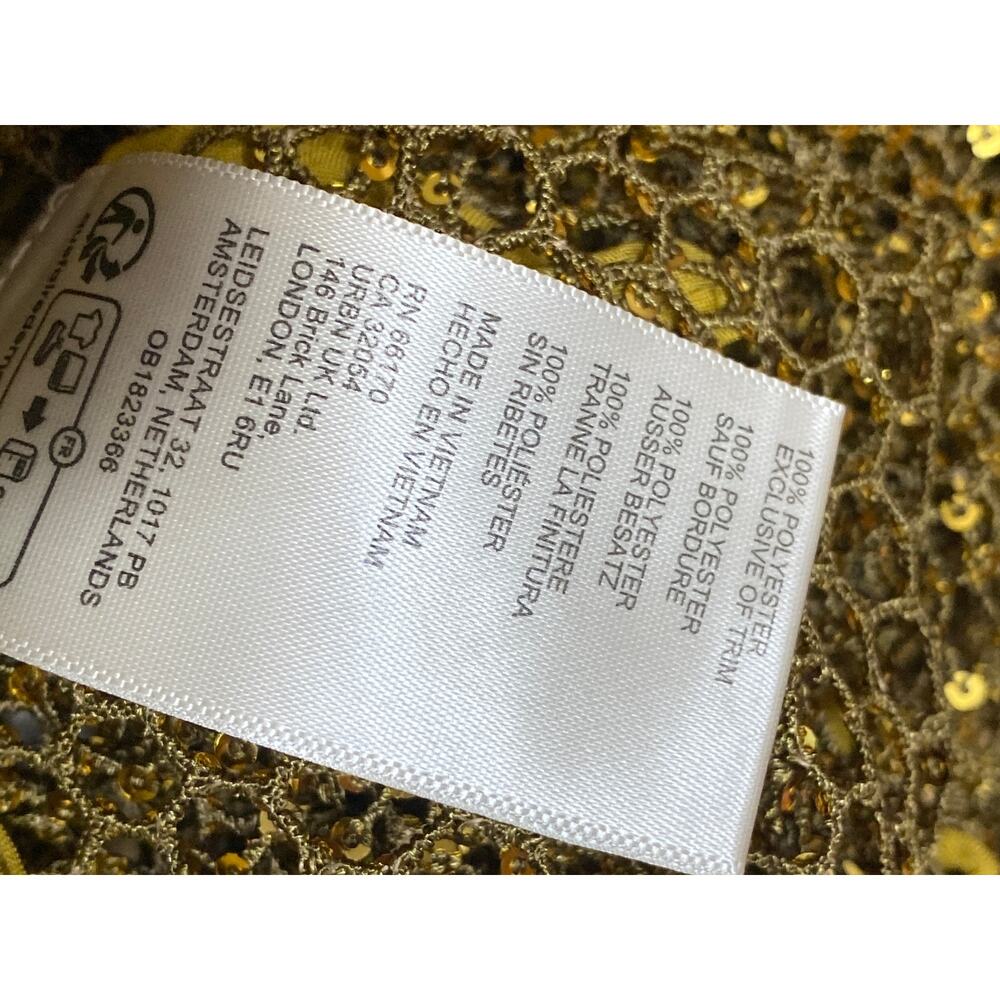 100% POLYESTER
EXCLUSIVE OF TRIM
100% POLYESTER
SAUF BORDURE
100% POLYESTER
AUSSER BESATZ
100% POLIESTERE
TRANNE LA FINITURA
100% POLIÉSTER
SIN RIBETES
MADE IN VIETNAM
HECHO EN VIETNAM
RN 66170
CA 32054
URBN UK Ltd.
146 Brick Lane,
LONDON, E1 6RU
LEIDSESTRAAT 32, 1017 PB
AMSTERDAM, NETHERLANDS
OB1823366
FR